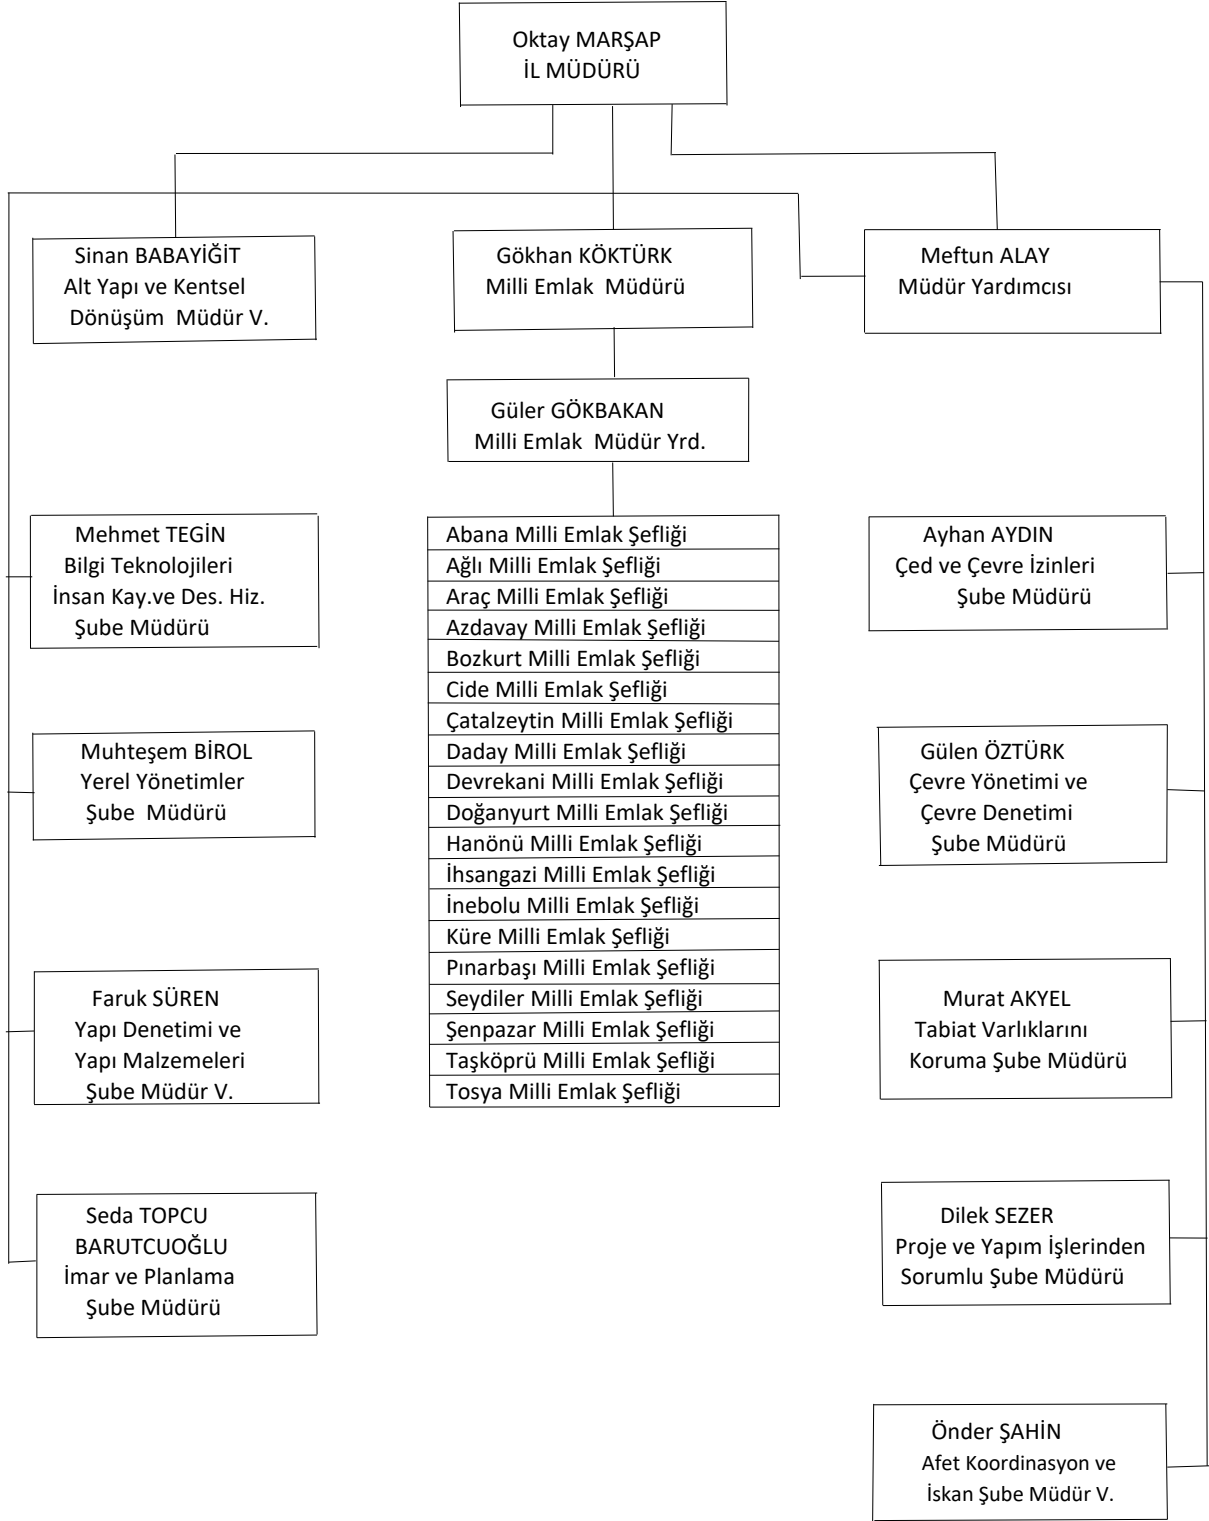 Oktay MARŞAP
İL MÜDÜRÜ
Sinan BABAYİĞİT
Alt Yapı ve Kentsel
Dönüşüm Müdür V.
Gökhan KÖKTÜRK
Milli Emlak Müdürü
Meftun ALAY
Müdür Yardımcısı
Güler GÖKBAKAN
Milli Emlak Müdür Yrd.
Mehmet TEGİN
Bilgi Teknolojileri
İnsan Kay.ve Des. Hiz.
Şube Müdürü
Muhteşem BİROL
Yerel Yönetimler
Şube Müdürü
Faruk SÜREN
Yapı Denetimi ve
Yapı Malzemeleri
Şube Müdür V.
Seda TOPCU
BARUTCUOĞLU
İmar ve Planlama
Şube Müdürü
Abana Milli Emlak Şefliği
Ağlı Milli Emlak Şefliği
Araç Milli Emlak Şefliği
Azdavay Milli Emlak Şefliği
Bozkurt Milli Emlak Şefliği
Cide Milli Emlak Şefliği
Çatalzeytin Milli Emlak Şefliği
Daday Milli Emlak Şefliği
Devrekani Milli Emlak Şefliği
Doğanyurt Milli Emlak Şefliği
Hanönü Milli Emlak Şefliği
İhsangazi Milli Emlak Şefliği
İnebolu Milli Emlak Şefliği
Küre Milli Emlak Şefliği
Pınarbaşı Milli Emlak Şefliği
Seydiler Milli Emlak Şefliği
Şenpazar Milli Emlak Şefliği
Taşköprü Milli Emlak Şefliği
Tosya Milli Emlak Şefliği
Ayhan AYDIN
Çed ve Çevre İzinleri
Şube Müdürü
Gülen ÖZTÜRK
Çevre Yönetimi ve
Çevre Denetimi
Şube Müdürü
Murat AKYEL
Tabiat Varlıklarını
Koruma Şube Müdürü
Dilek SEZER
Proje ve Yapım İşlerinden
Sorumlu Şube Müdürü
Önder ŞAHİN
Afet Koordinasyon ve
İskan Şube Müdür V.